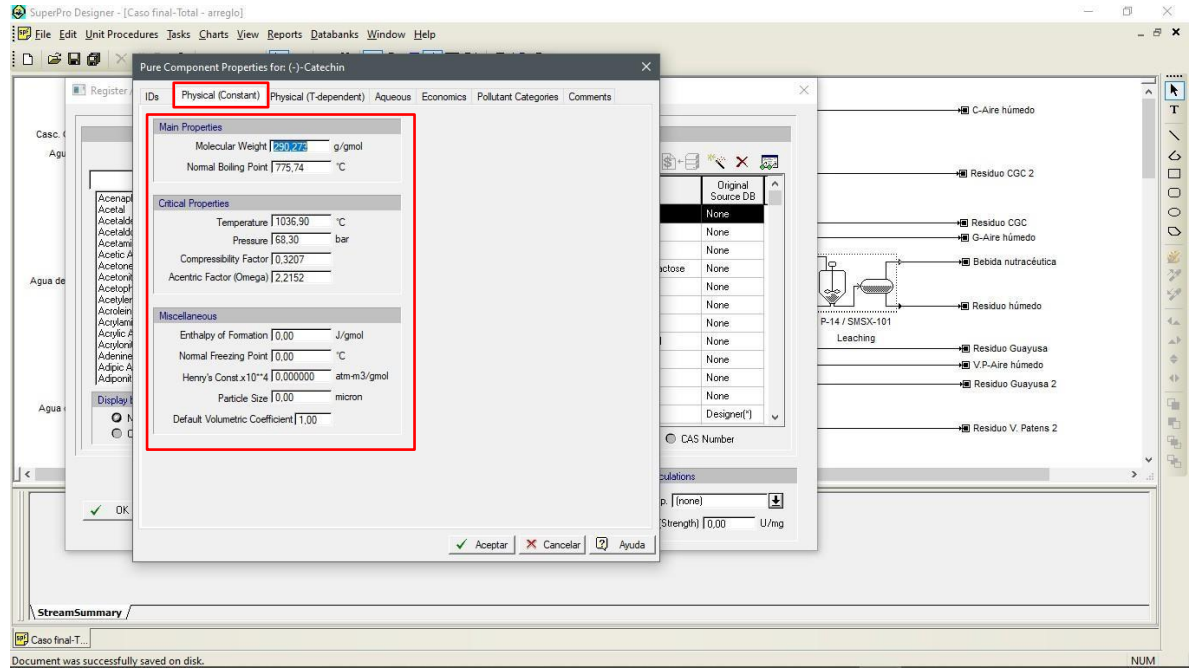 SuperPro Designer - [Caso final-Total - arreglo]
File Edit Unit Procedures Tasks Charts View Reports Databanks Window Help
Pure Component Properties for: (-)-Catechin
Register
IDs Physical (Constant) Physical (T-dependent) Aqueous Economics Pollutant Categories Comments
Main Properties
Molecular Weight 290,273 g/gmol
Normal Boiling Point 775,74 °C
Critical Properties
Temperature 1036,90 °C
Pressure 68,30 bar
Compressibility Factor 0,3207
Acentric Factor (Omega) 2,2152
Miscellaneous
Enthalpy of Formation 0,00 J/gmol
Normal Freezing Point 0,00 °C
Henry's Const.x10**4 0,000000 atm-m3/gmol
Particle Size 0,00 micron
Default Volumetric Coefficient 1,00
Aceptar Cancelar Ayuda
Casc.
Agu
Agua de
Agua
Acenap
Acetal
Acetald
Acetald
Acetami
Acetic A
Acetone
Acetonit
Acetoph
Acetylen
Acrolein
Acrylami
Acrylic A
Acrylonit
Adenine
Adipic A
Adiponit
Display
OK
Original
Source DB
None
None
None
actose None
None
None
None
None
None
None
None
Designer(*)
CAS Number
culations
p. (none)
(Strength) 0,00 U/mg
C-Aire húmedo
Residuo CGC 2
Residuo CGC
G-Aire húmedo
Bebida nutracéutica
Residuo húmedo
P-14 / SMSX-101
Leaching
Residuo Guayusa
V.P-Aire húmedo
Residuo Guayusa 2
Residuo V. Patens 2
StreamSummary
Caso final-T...
Document was successfully saved on disk.
NUM